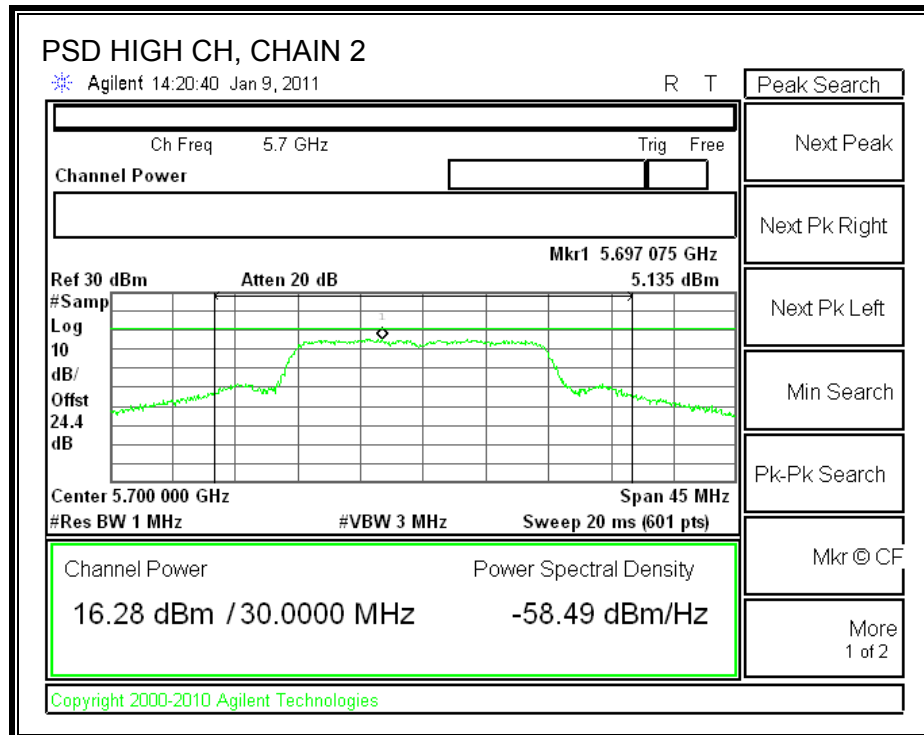 PSD HIGH CH, CHAIN 2
Agilent 14:20:40 Jan 9, 2011 R T
Peak Search
Ch Freq 5.7 GHz Trig Free
Channel Power
Mkr1 5.697 075 GHz
Ref 30 dBm Atten 20 dB 5.135 dBm
#Samp
Log
10
dB/
Offst
24.4
dB
1
Center 5.700 000 GHz Span 45 MHz
#Res BW 1 MHz #VBW 3 MHz Sweep 20 ms (601 pts)
Channel Power Power Spectral Density
16.28 dBm / 30.0000 MHz -58.49 dBm/Hz
Copyright 2000-2010 Agilent Technologies
Next Peak
Next Pk Right
Next Pk Left
Min Search
Pk-Pk Search
Mkr © CF
More
1 of 2